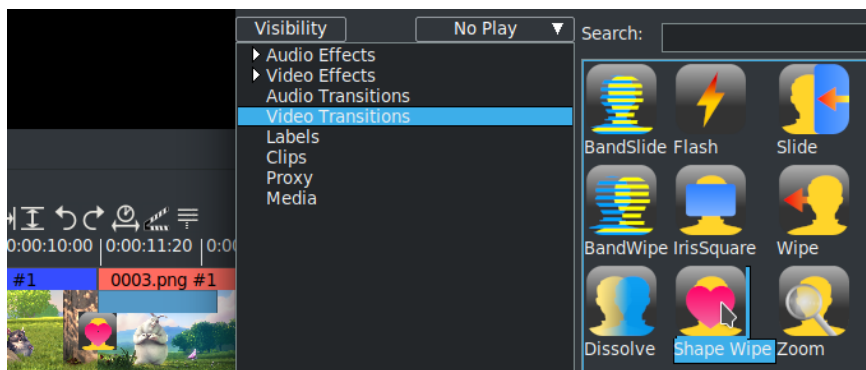 Visibility
No Play
Search:
Audio Effects
Video Effects
Audio Transitions
Video Transitions
Labels
Clips
Proxy
Media
BandSlide Flash Slide
BandWipe IrisSquare Wipe
Dissolve Shape Wipe Zoom
0:00:10:00 |0:00:11:20 |0:00
#1 0003.png #1